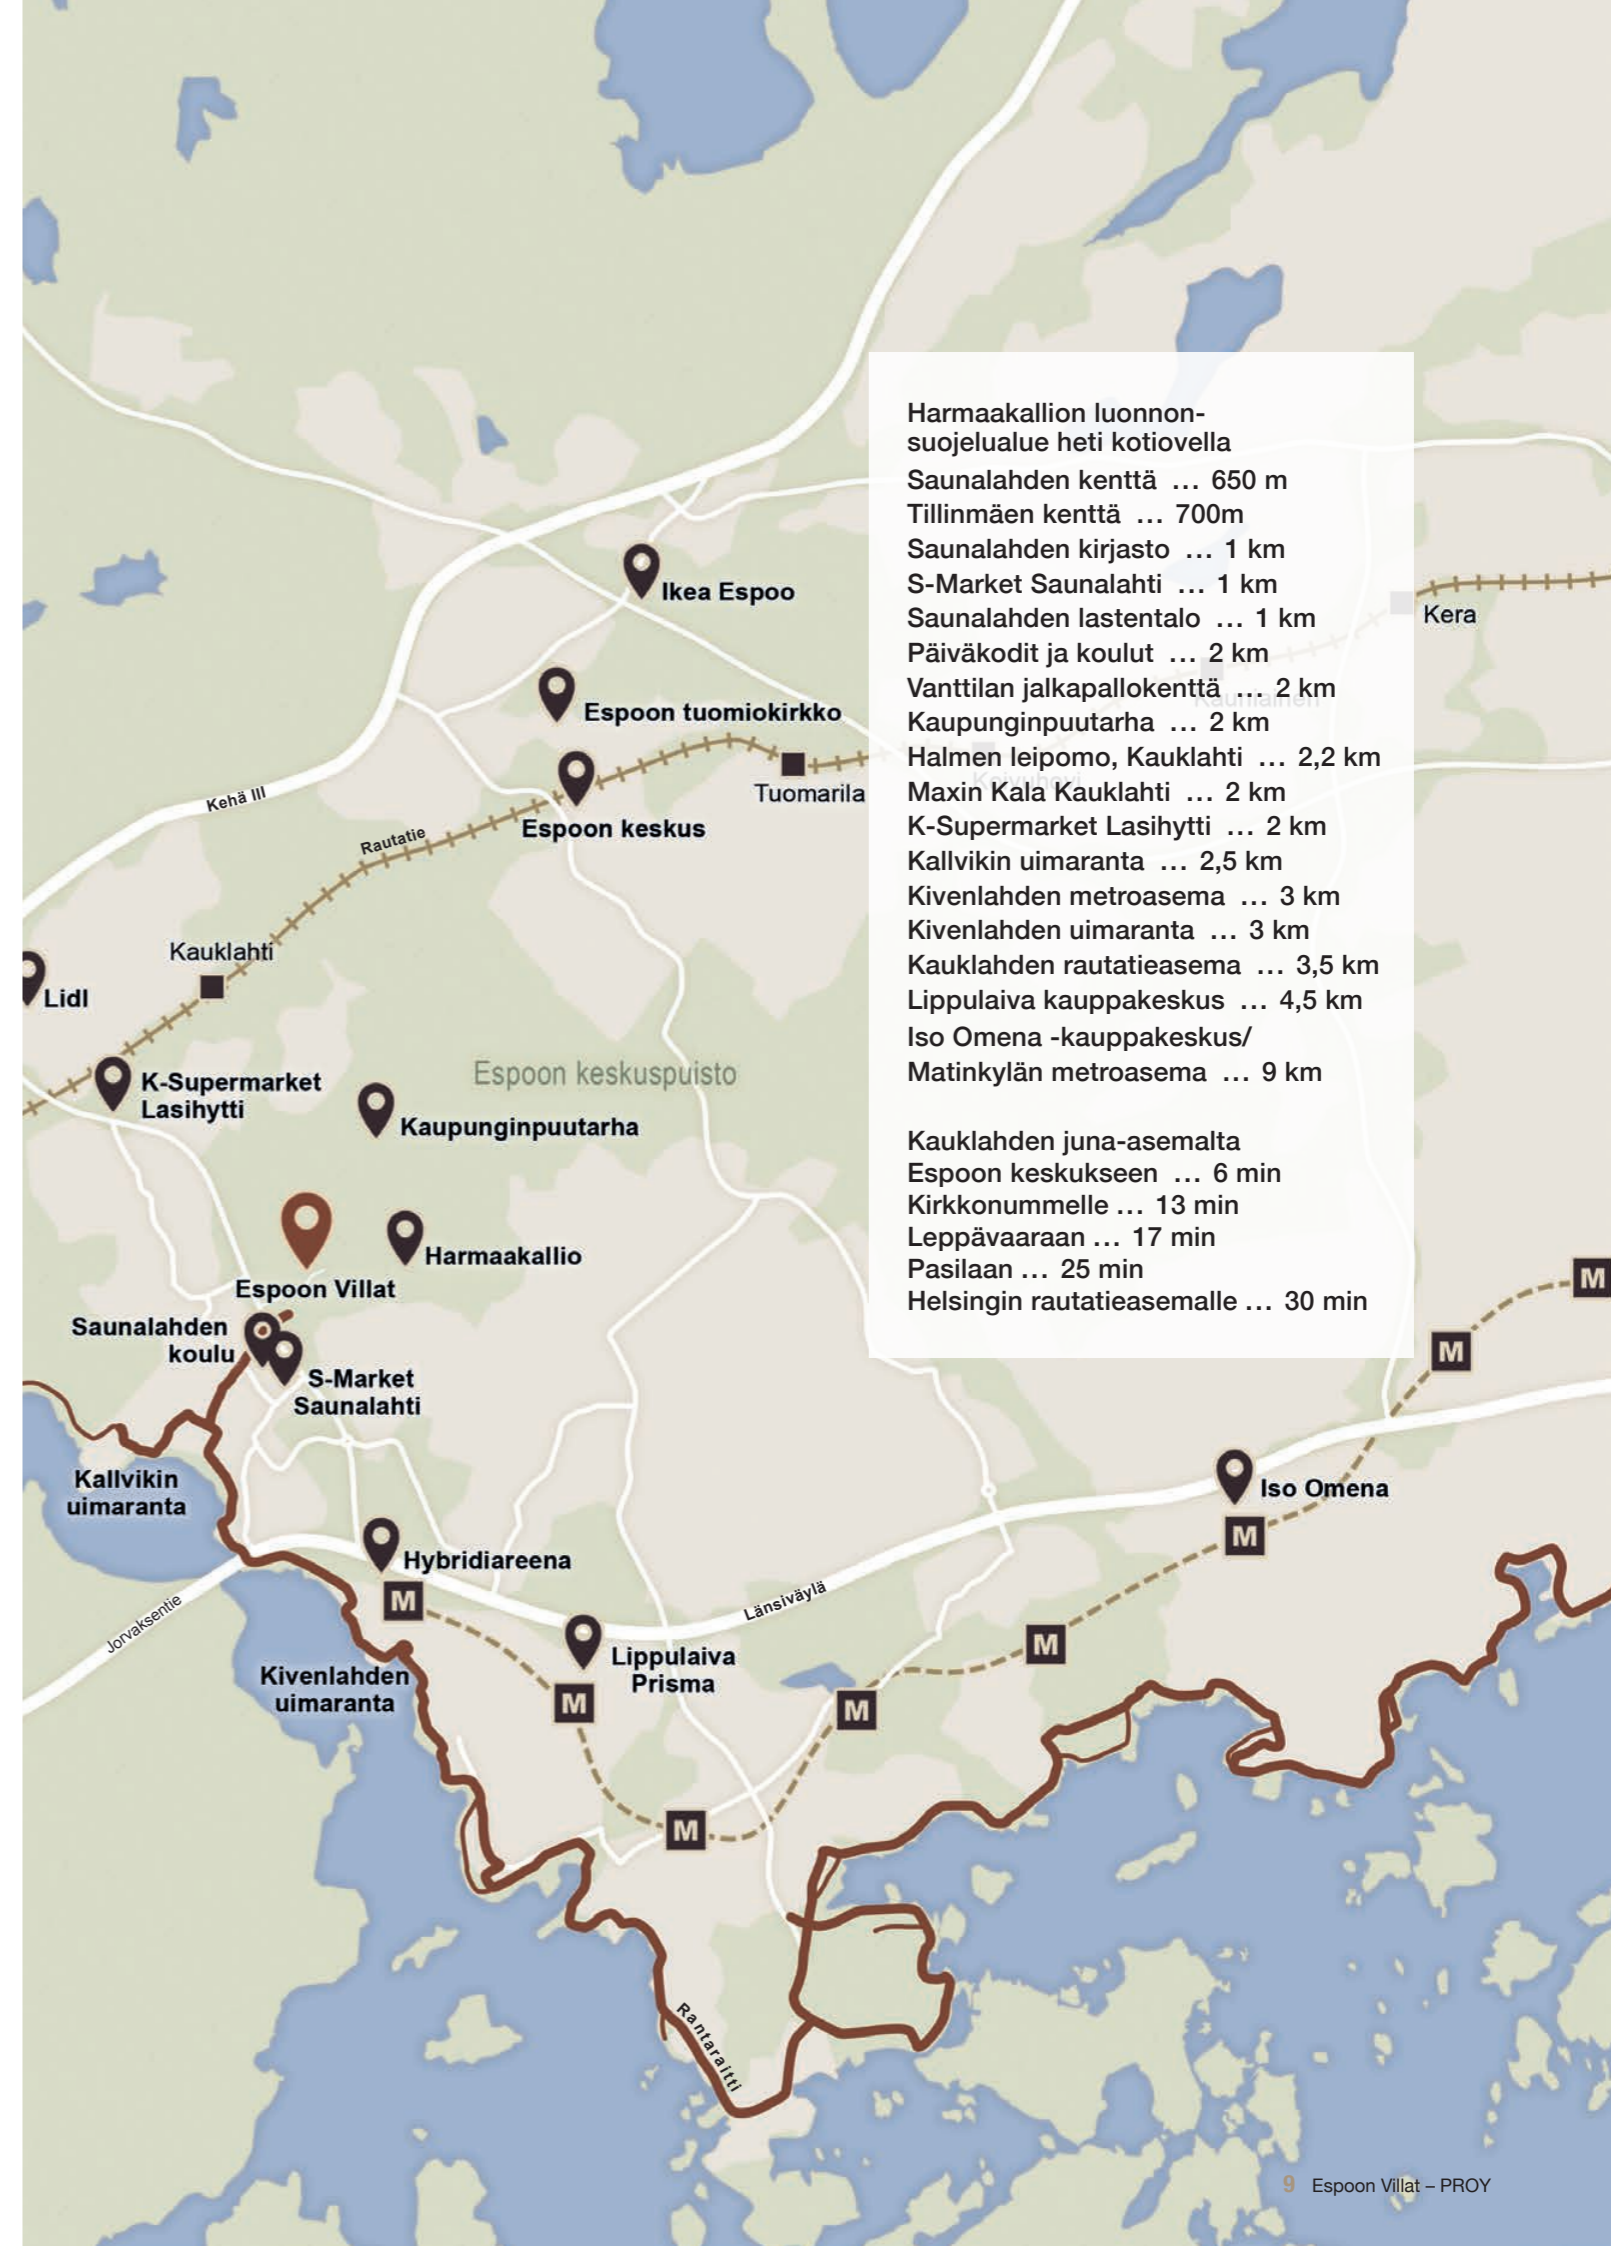 Harmaakallion luonnon-
suojelualue heti kotiovella
Saunalahden kenttä ... 650 m
Tillinmäen kenttä ... 700m
Saunalahden kirjasto ... 1 km
S-Market Saunalahti ... 1 km
Saunalahden lastentalo ... 1 km
Päiväkodit ja koulut ... 2 km
Vanttilan jalkapallokenttä ... 2 km
Kaupunginpuutarha ... 2 km
Halmen leipomo, Kauklahti ... 2,2 km
Maxin Kala Kauklahti ... 2 km
K-Supermarket Lasihytti ... 2 km
Kallvikin uimaranta ... 2,5 km
Kivenlahden metroasema ... 3 km
Kivenlahden uimaranta ... 3 km
Kauklahden rautatieasema ... 3,5 km
Lippulaiva kauppakeskus ... 4,5 km
Iso Omena -kauppakeskus/
Matinkylän metroasema ... 9 km
Kauklahden juna-asemalta
Espoon keskukseen ... 6 min
Kirkkonummelle ... 13 min
Leppävaaraan ... 17 min
Pasilaan ... 25 min
Helsingin rautatieasemalle ... 30 min
Ikea Espoo
Kera
Kauniainen
Espoon tuomiokirkko
Koivuhovi
Tuomarila
Kehä III
Espoon keskus
Rautatie
Kauklahti
Lidl
Espoon keskuspuisto
K-Supermarket
Lasihytti
Kaupunginpuutarha
Harmaakallio
Espoon Villat
Saunalahden
koulu
S-Market
Saunalahti
M
M
Kallvikin
uimaranta
Iso Omena
M
Hybridiareena
M
Länsiväylä
Jorvaksentie
Lippulaiva
Prisma
M
Kivenlahden
uimaranta
M
M
M
Rantaraitti
9 Espoon Villat – PROY